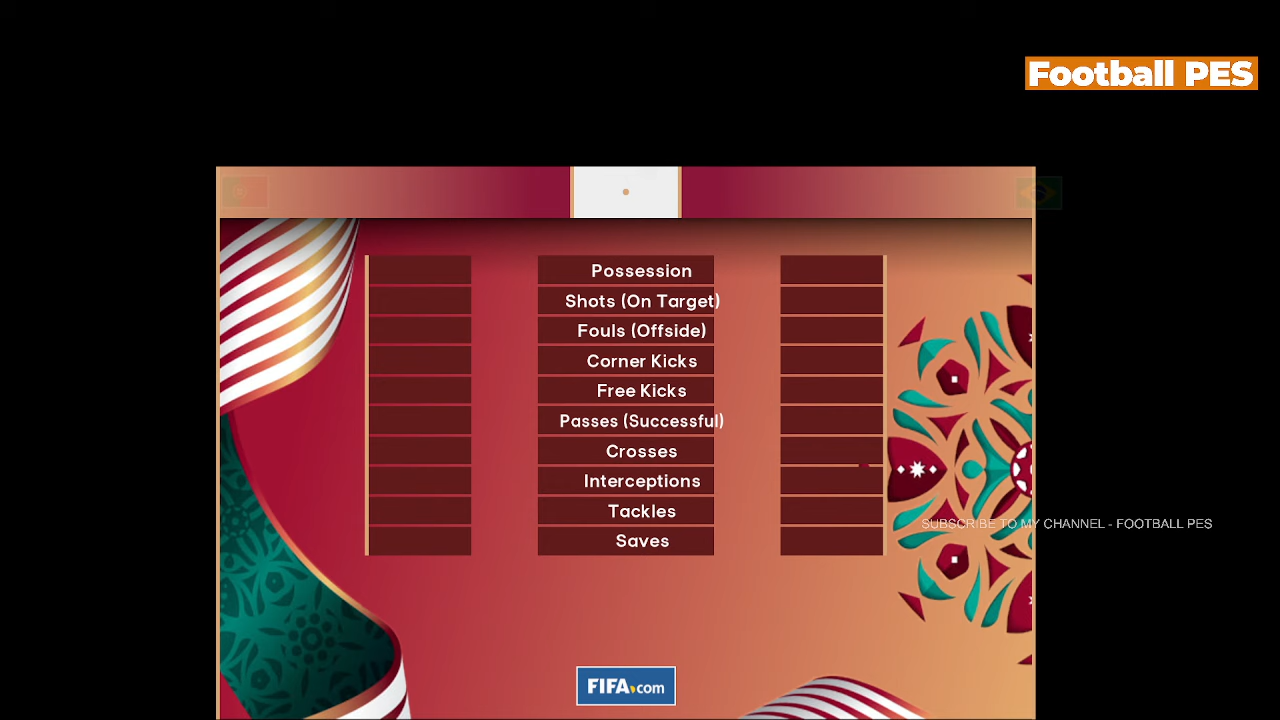 Football PES
Possession
Shots (On Target)
Fouls (Offside)
Corner Kicks
Free Kicks
Passes (Successful)
Crosses
Interceptions
Tackles
Saves
SUBSCRIBE TO MY CHANNEL - FOOTBALL PES
FIFA.com